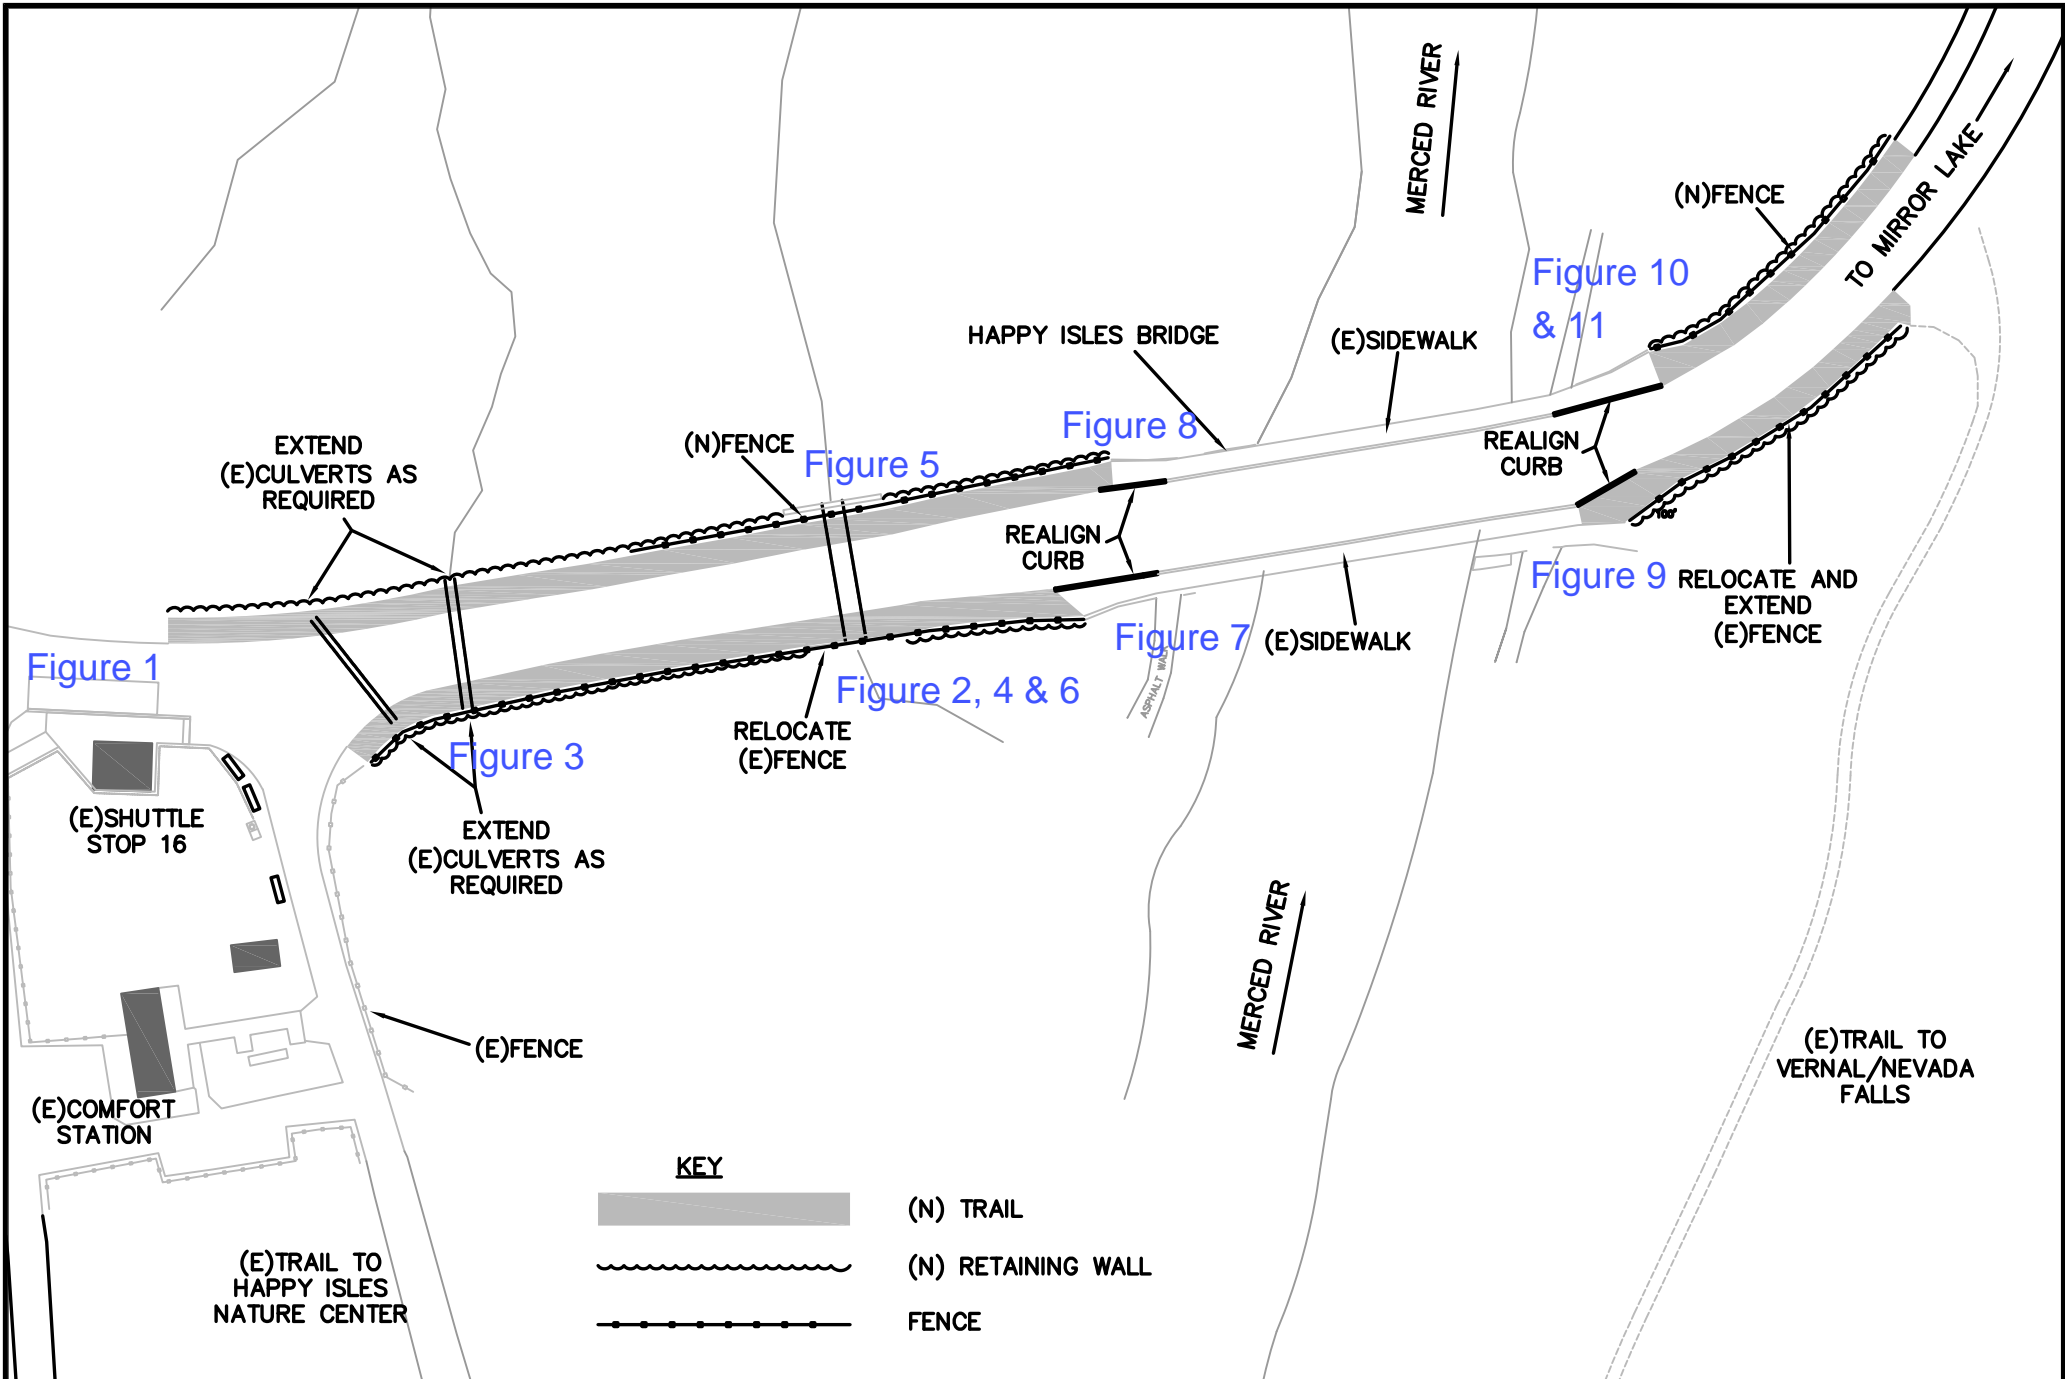 MERCED RIVER
TO MIRROR LAKE
(N)FENCE
Figure 10
& 11
HAPPY ISLES BRIDGE
(E)SIDEWALK
Figure 8
EXTEND
(E)CULVERTS AS
REQUIRED
(N)FENCE
Figure 5
REALIGN
CURB
REALIGN
CURB
100'
Figure 9
RELOCATE AND
EXTEND
(E)FENCE
Figure 7
(E)SIDEWALK
ASPHALT WALK
Figure 1
Figure 2, 4 & 6
RELOCATE
(E)FENCE
Figure 3
(E)SHUTTLE
STOP 16
EXTEND
(E)CULVERTS AS
REQUIRED
MERCED RIVER
(E)FENCE
(E)TRAIL TO
VERNAL/NEVADA
FALLS
(E)COMFORT
STATION
KEY
(N) TRAIL
(N) RETAINING WALL
FENCE
(E)TRAIL TO
HAPPY ISLES
NATURE CENTER